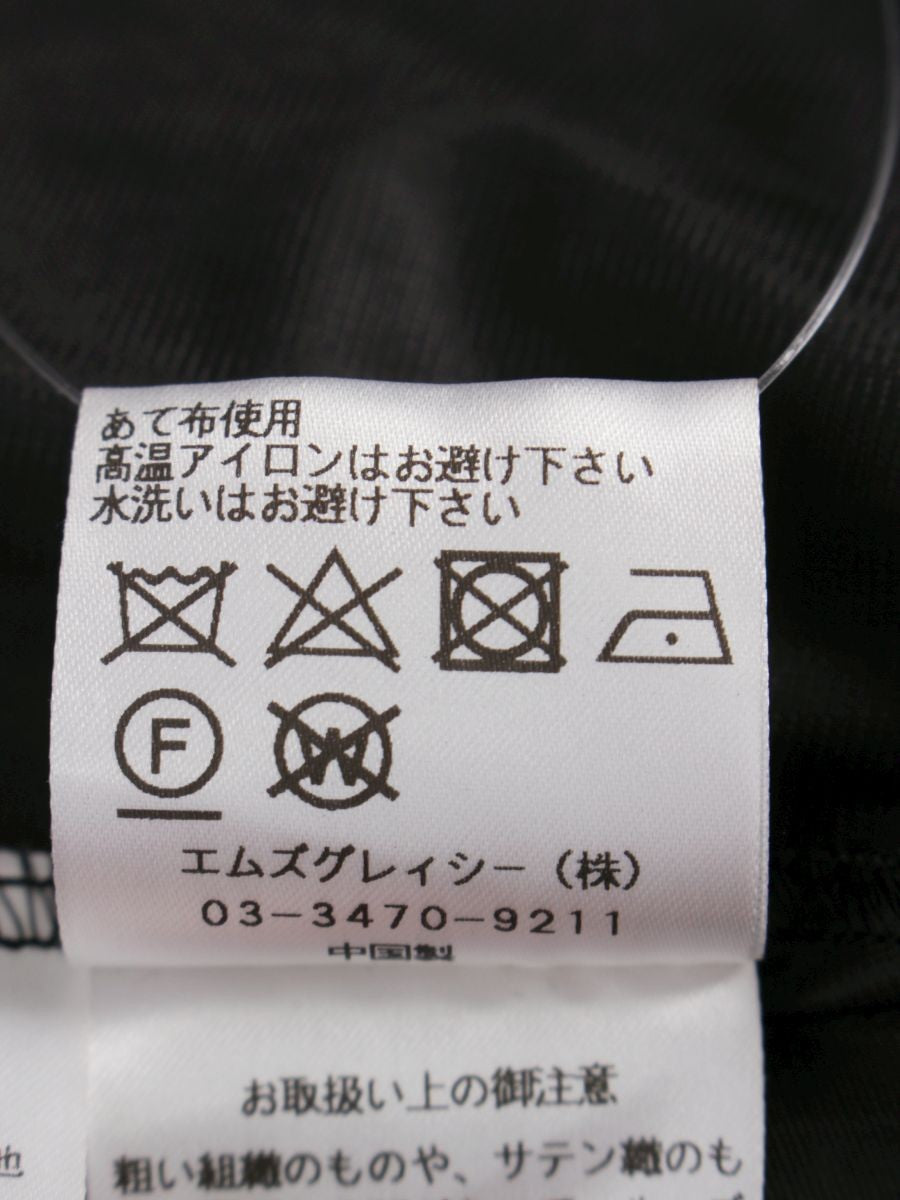 あて布使用
高温アイロンはお避け下さい
水洗いはお避け下さい
F
W
エムズグレィシー（株）
03-3470-9211
中国製
お取扱い上の御注意
粗い組織のものや、サテン織のも